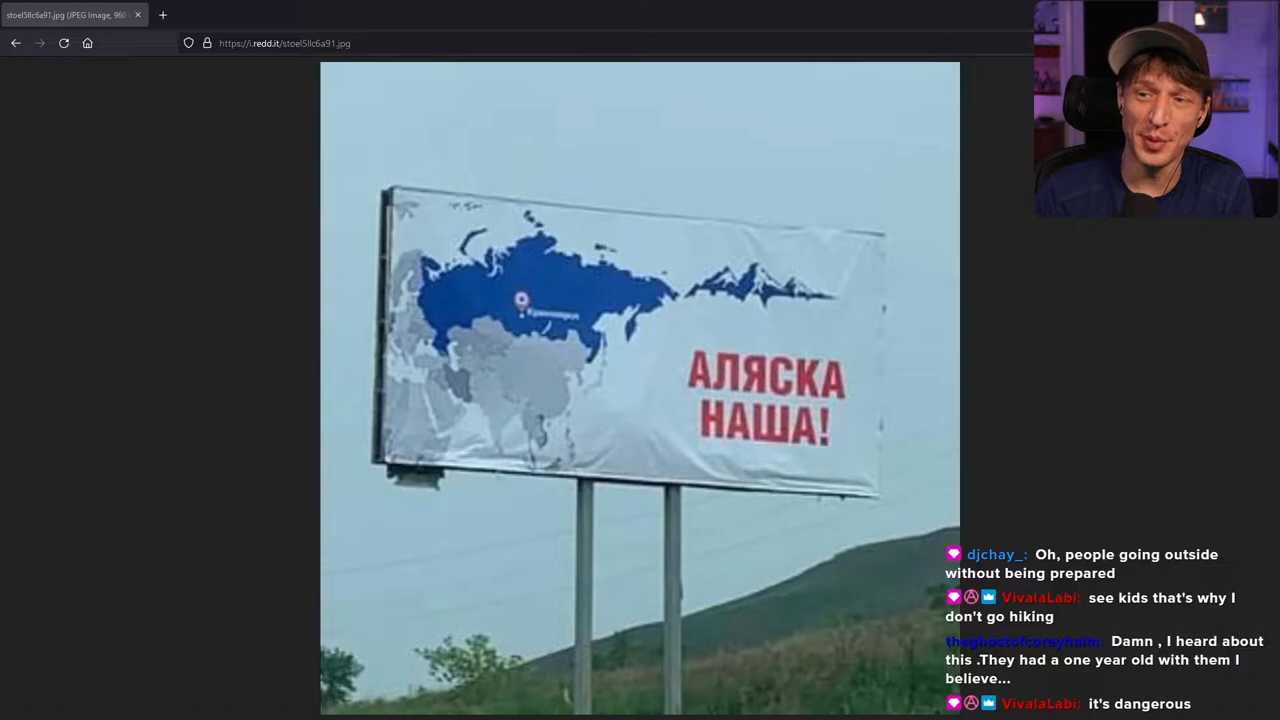 stoel5llc6a91.jpg (JPEG Image, 960
https://i.redd.it/stoel5llc6a91.jpg
АЛЯСКА
НАША!
djchay_: Oh, people going outside
without being prepared
VivalaLabi: see kids that's why I
don't go hiking
theghostofcoreyhaim: Damn , I heard about
this .They had a one year old with them I
believe...
VivalaLabi: it's dangerous